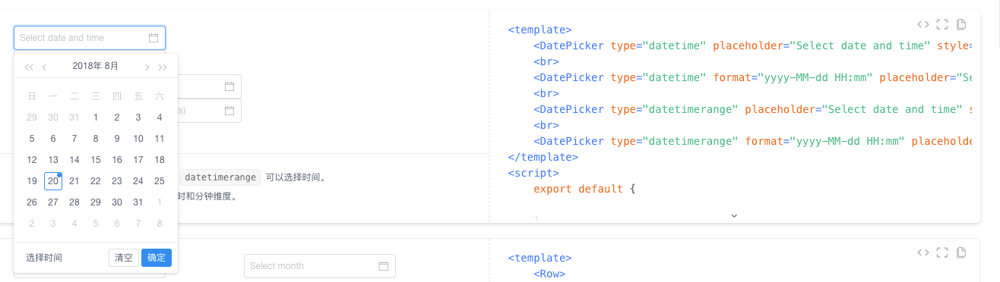 Select date and time
2018年 8月
日 一 二 三 四 五 六
29 30 31 1 2 3 4
5 6 7 8 9 10 11
12 13 14 15 16 17 18
19 20 21 22 23 24 25
26 27 28 29 30 31 1
2 3 4 5 6 7 8
选择时间 清空 确定
s)
datetimerange 可以选择时间。
时和分钟维度。
Select month
<template>
<DatePicker type="datetime" placeholder="Select date and time" style=
<br>
<DatePicker type="datetime" format="yyyy-MM-dd HH:mm" placeholder="Se
<br>
<DatePicker type="datetimerange" placeholder="Select date and time" s
<br>
<DatePicker type="datetimerange" format="yyyy-MM-dd HH:mm" placeholde
</template>
<script>
export default {
<template>
<Row>